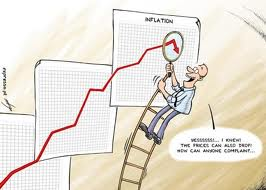 INFLATION
YESSSSSS... I KNEW!
THE PRICES CAN ALSO DROP!
HOW CAN ANYONE COMPLAINT...